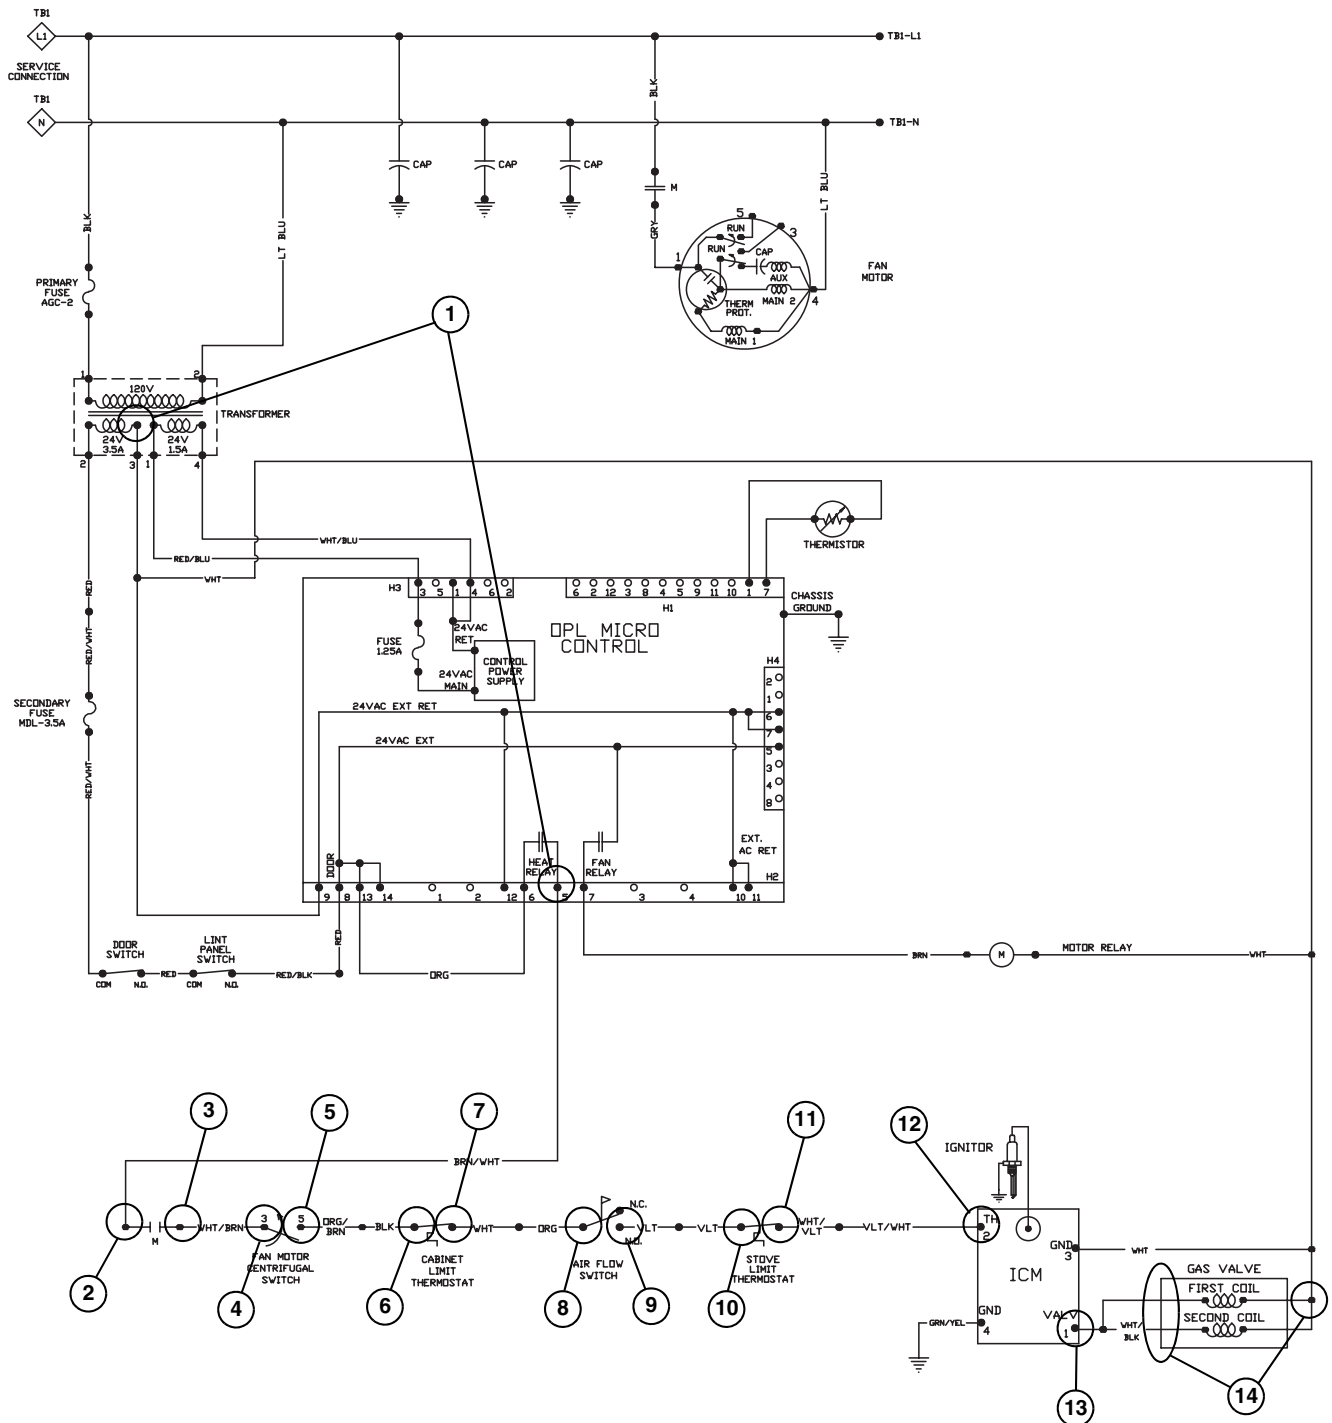 TB1
L1
TB1-L1
SERVICE
CONNECTION
BLK
TB1
N
TB1-N
CAP
CAP
CAP
M
LT BLU
BLK
LT BLU
GRY
5
3
RUN
RUN
CAP
AUX
1
MAIN 2
4
THERM
PROT.
MAIN 1
FAN
MOTOR
PRIMARY
FUSE
AGC-2
1
1
2
120V
TRANSFORMER
24V
3.5A
24V
1.5A
2
3
1
4
WHT/BLU
RED/BLU
WHT
THERMISTOR
RED
RED/WHT
H3
3
5
1
4
6
2
6
2
12
3
8
4
5
9
11
10
1
7
H1
CHASSIS
GROUND
FUSE
1.25A
24VAC
RET
OPL MICRO
CONTROL
CONTROL
POWER
SUPPLY
24VAC
MAIN
H4
2
1
6
7
5
3
4
8
SECONDARY
FUSE
MDL-3.5A
24VAC EXT RET
24VAC EXT
RED/WHT
DOOR
HEAT
RELAY
FAN
RELAY
EXT.
AC RET
H2
9
8
13
14
1
2
12
6
5
7
3
4
10
11
DOOR
SWITCH
LINT
PANEL
SWITCH
RED
COM
N.O.
RED
COM
N.O.
RED/BLK
ORG
BRN
M
MOTOR RELAY
WHT
3
5
7
11
12
IGNITOR
BRN/WHT
M
WHT/BRN
3
5
ORG/
BRN
BLK
WHT
ORG
N.C.
N.O.
VLT
VLT
WHT/
VLT
VLT/WHT
TH
2
FAN MOTOR
CENTRIFUGAL
SWITCH
CABINET
LIMIT
THERMOSTAT
AIR FLOW
SWITCH
STOVE
LIMIT
THERMOSTAT
ICM
GND
3
WHT
GAS VALVE
FIRST COIL
SECOND COIL
GND
4
GRN/YEL
VALV
1
WHT/
BLK
2
4
6
8
9
10
13
14